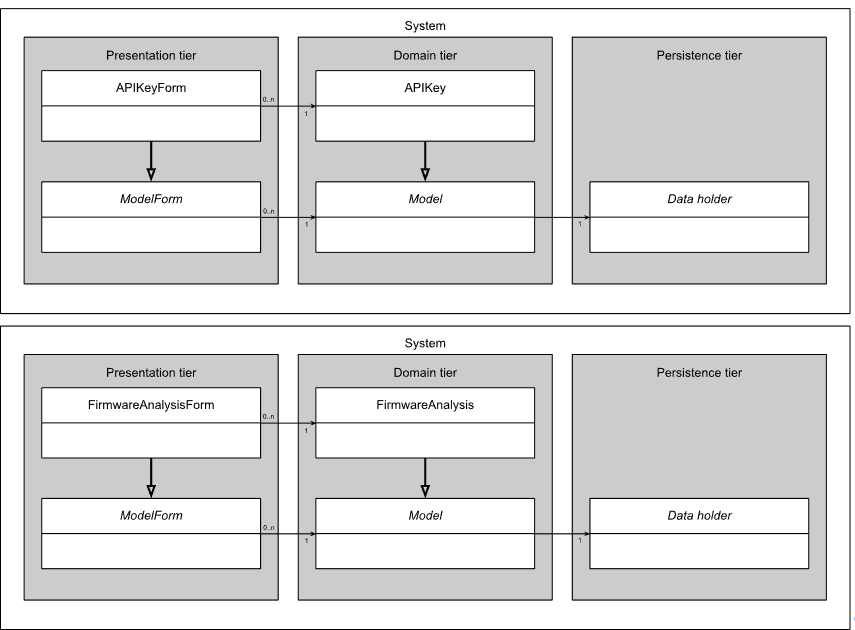 System
Presentation tier
Domain tier
Persistence tier
APIKeyForm
0..n
1
APIKey
ModelForm
0..n
1
Model
1
Data holder
System
Presentation tier
Domain tier
Persistence tier
FirmwareAnalysisForm
0..n
1
FirmwareAnalysis
ModelForm
0..n
1
Model
1
Data holder